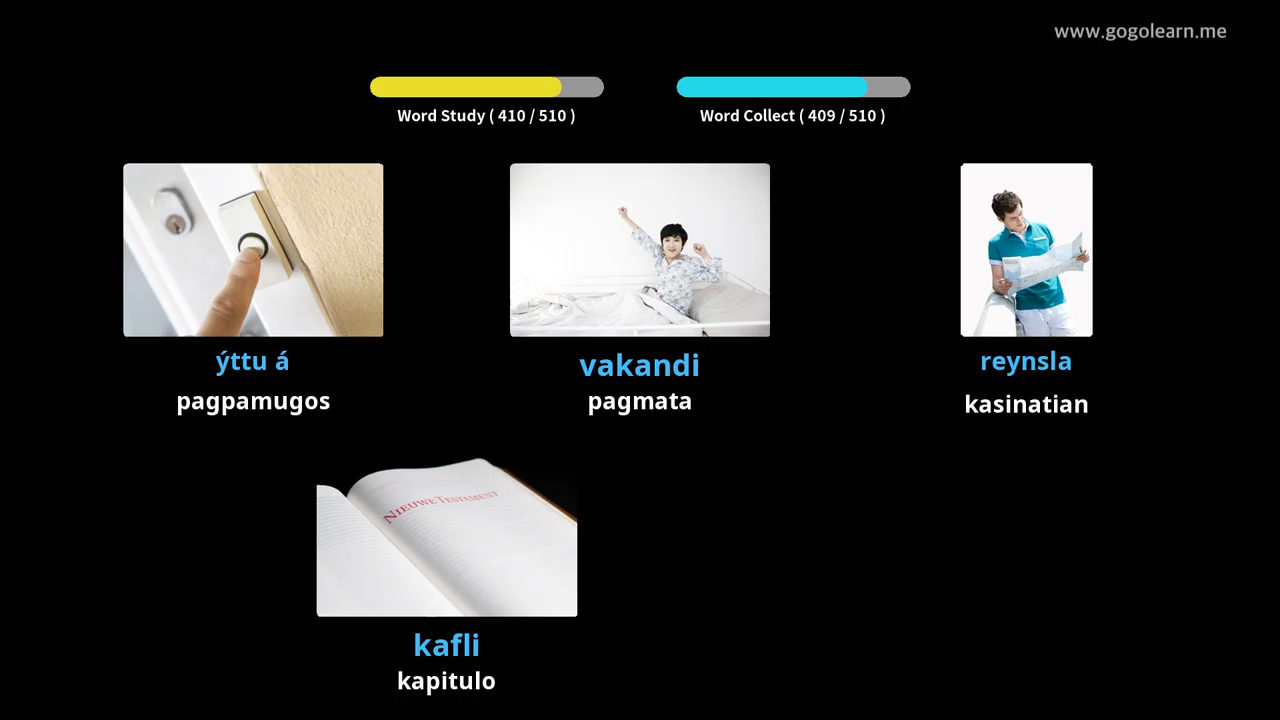 www.gogolearn.me
Word Study ( 410 / 510 )
Word Collect ( 409 / 510 )
ýttu á
pagpamugos
vakandi
pagmata
reynsla
kasinatian
NIEUWE TESTAMENT
kafli
kapitulo